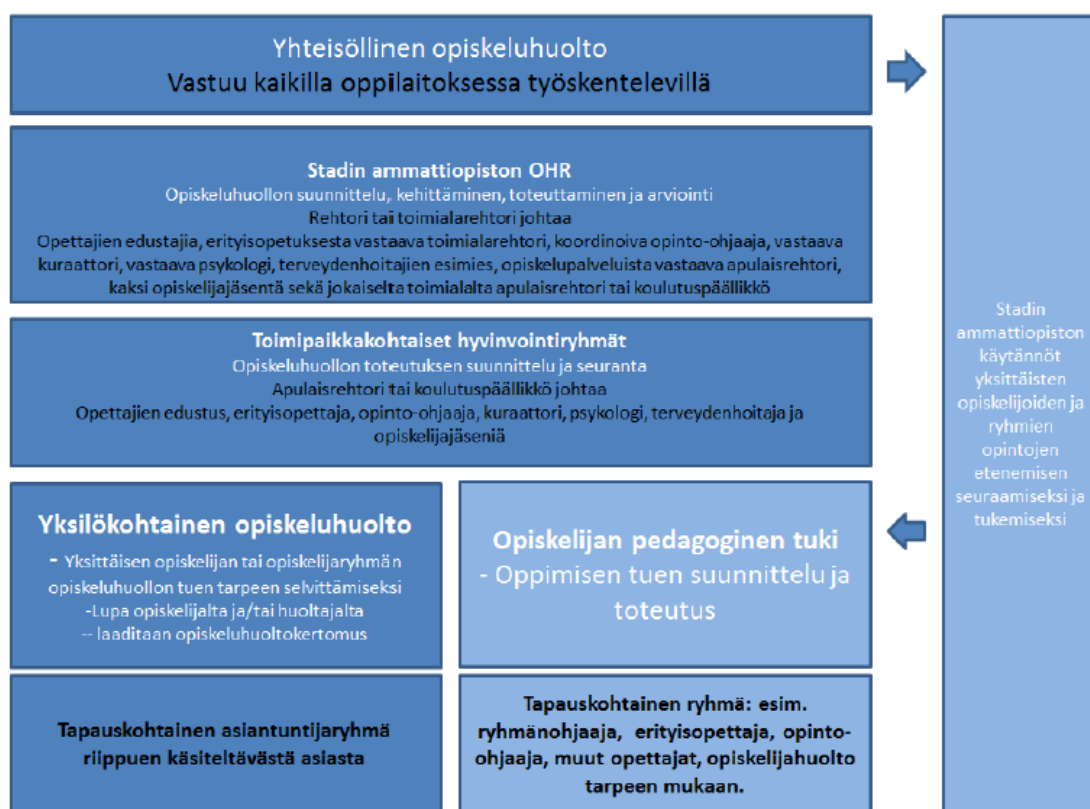 Yhteisöllinen opiskeluhuolto
Vastuu kaikilla oppilaitoksessa työskentelevillä
Stadin ammattiopiston OHR
Opiskeluhuollon suunnittelu, kehittäminen, toteuttaminen ja arviointi
Rehtori tai toimialarehtori johtaa
Opettajien edustajia, erityisopetuksesta vastaava toimialarehtori, koordinoiva opinto-ohjaaja, vastaava
kuraattori, vastaava psykologi, terveydenhoitajien esimies, opiskelupalveluista vastaava apulaisrehtori,
kaksi opiskelijajäsentä sekä jokaiselta toimialalta apulaisrehtori tai koulutuspäällikkö
Toimipaikkakohtaiset hyvinvointiryhmät
Opiskeluhuollon toteutuksen suunnittelu ja seuranta
Apulaisrehtori tai koulutuspäällikkö johtaa
Opettajien edustus, erityisopettaja, opinto-ohjaaja, kuraattori, psykologi, terveydenhoitaja ja
opiskelijajäseniä
Yksilökohtainen opiskeluhuolto
- Yksittäisen opiskelijan tai opiskelijaryhmän
opiskeluhuollon tuen tarpeen selvittämiseksi
-Lupa opiskelijalta ja/tai huoltajalta
-- laaditaan opiskeluhuoltokertomus
Opiskelijan pedagoginen tuki
- Oppimisen tuen suunnittelu ja
toteutus
Tapauskohtainen asiantuntijaryhmä
riippuen käsiteltävästä asiasta
Tapauskohtainen ryhmä: esim.
ryhmänohjaaja, erityisopettaja, opinto-
ohjaaja, muut opettajat, opiskelijahuolto
tarpeen mukaan.
Stadin
ammattiopiston
käytännöt
yksittäisten
opiskelijoiden ja
ryhmien
opintojen
etenemisen
seuraamiseksi ja
tukemiseksi